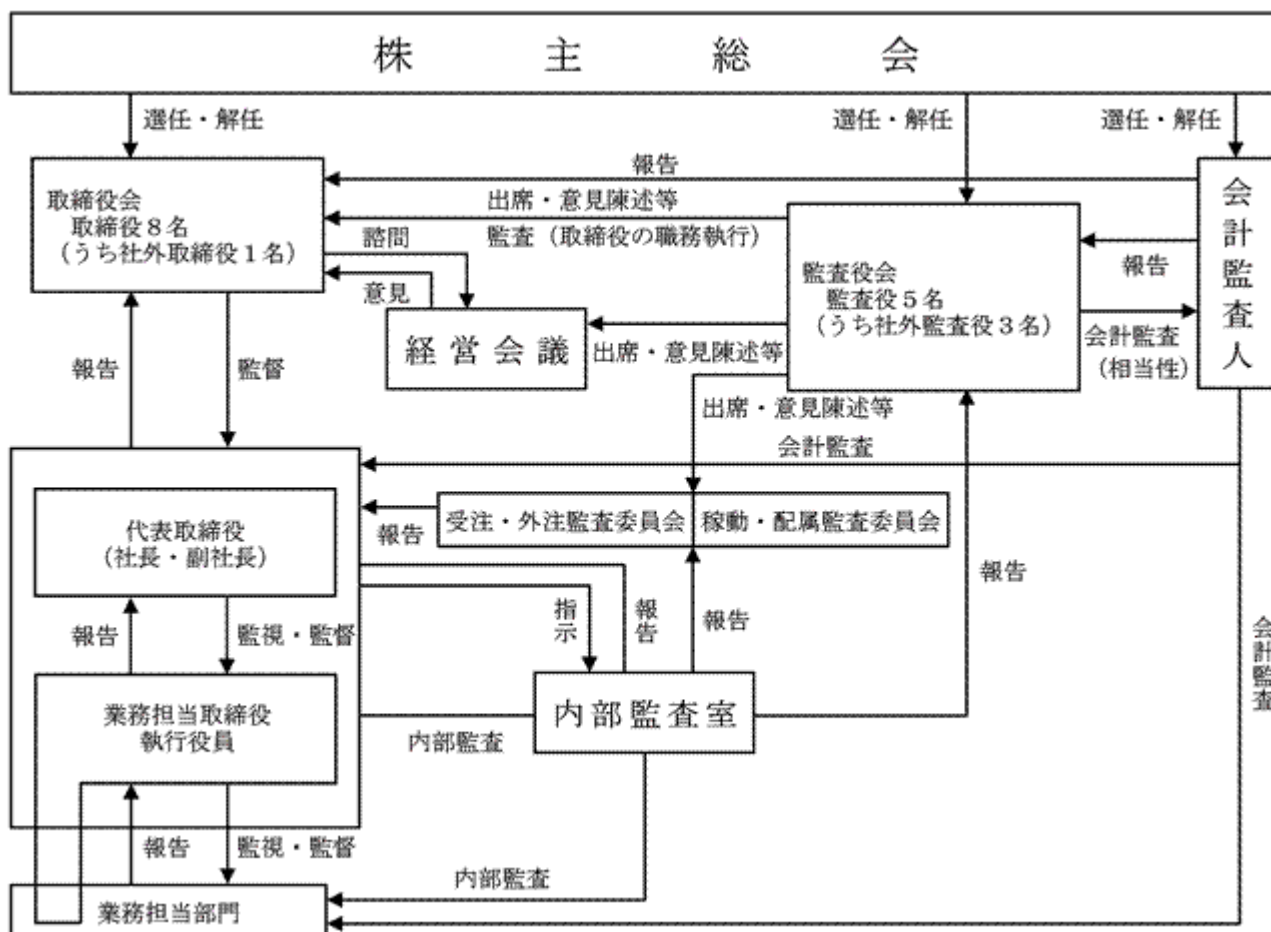 株主総会
選任・解任
選任・解任
選任・解任
報告
取締役会
取締役８名
（うち社外取締役１名）
出席・意見陳述等
監査（取締役の職務執行）
諮問
意見
監査役会
監査役５名
（うち社外監査役３名）
会計監査人
報告
会計監査
（相当性）
経営会議
出席・意見陳述等
報告
監督
出席・意見陳述等
会計監査
代表取締役
（社長・副社長）
報告
受注・外注監査委員会
稼動・配属監査委員会
報告
監視・監督
指示
報告
報告
報告
会計監査
業務担当取締役
執行役員
内部監査室
内部監査
報告
監視・監督
内部監査
業務担当部門